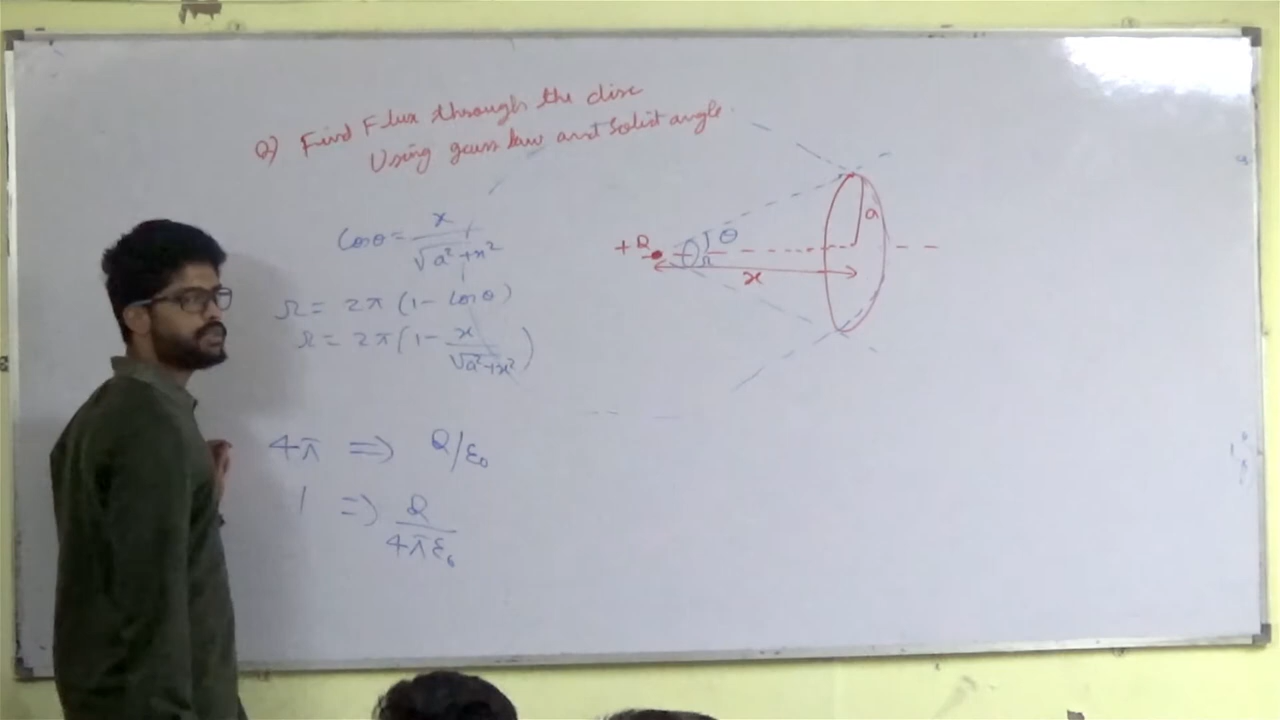 Q) Find Flux through the disc
Using gauss law and solid angle.
Cosθ = x / √a² + x²
Ω = 2π (1 - Cosθ)
Ω = 2π (1 - x / √a² + x²)
4π ⇒ Q/ε₀
1 ⇒ Q / 4πε₀
+Q
θ
Ω
x
a